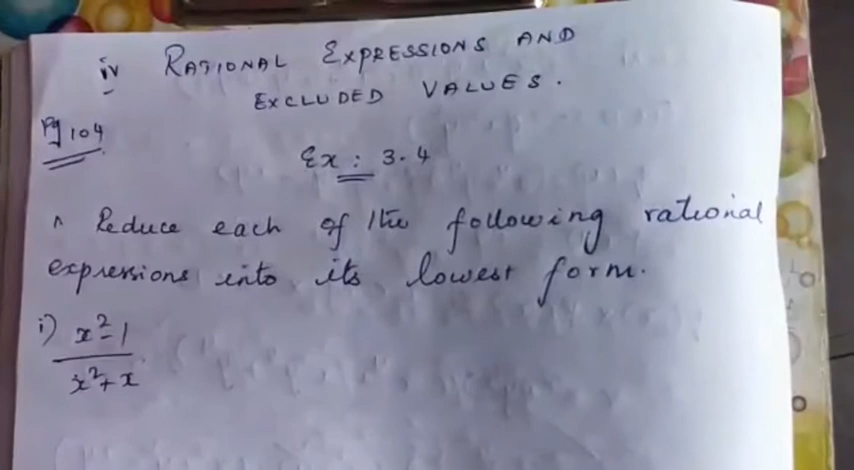 iv RATIONAL EXPRESSIONS AND
EXCLUDED VALUES.
Pg 104
Ex : 3.4
1 Reduce each of the following rational
expressions into its lowest form.
i) x²-1
x²+x